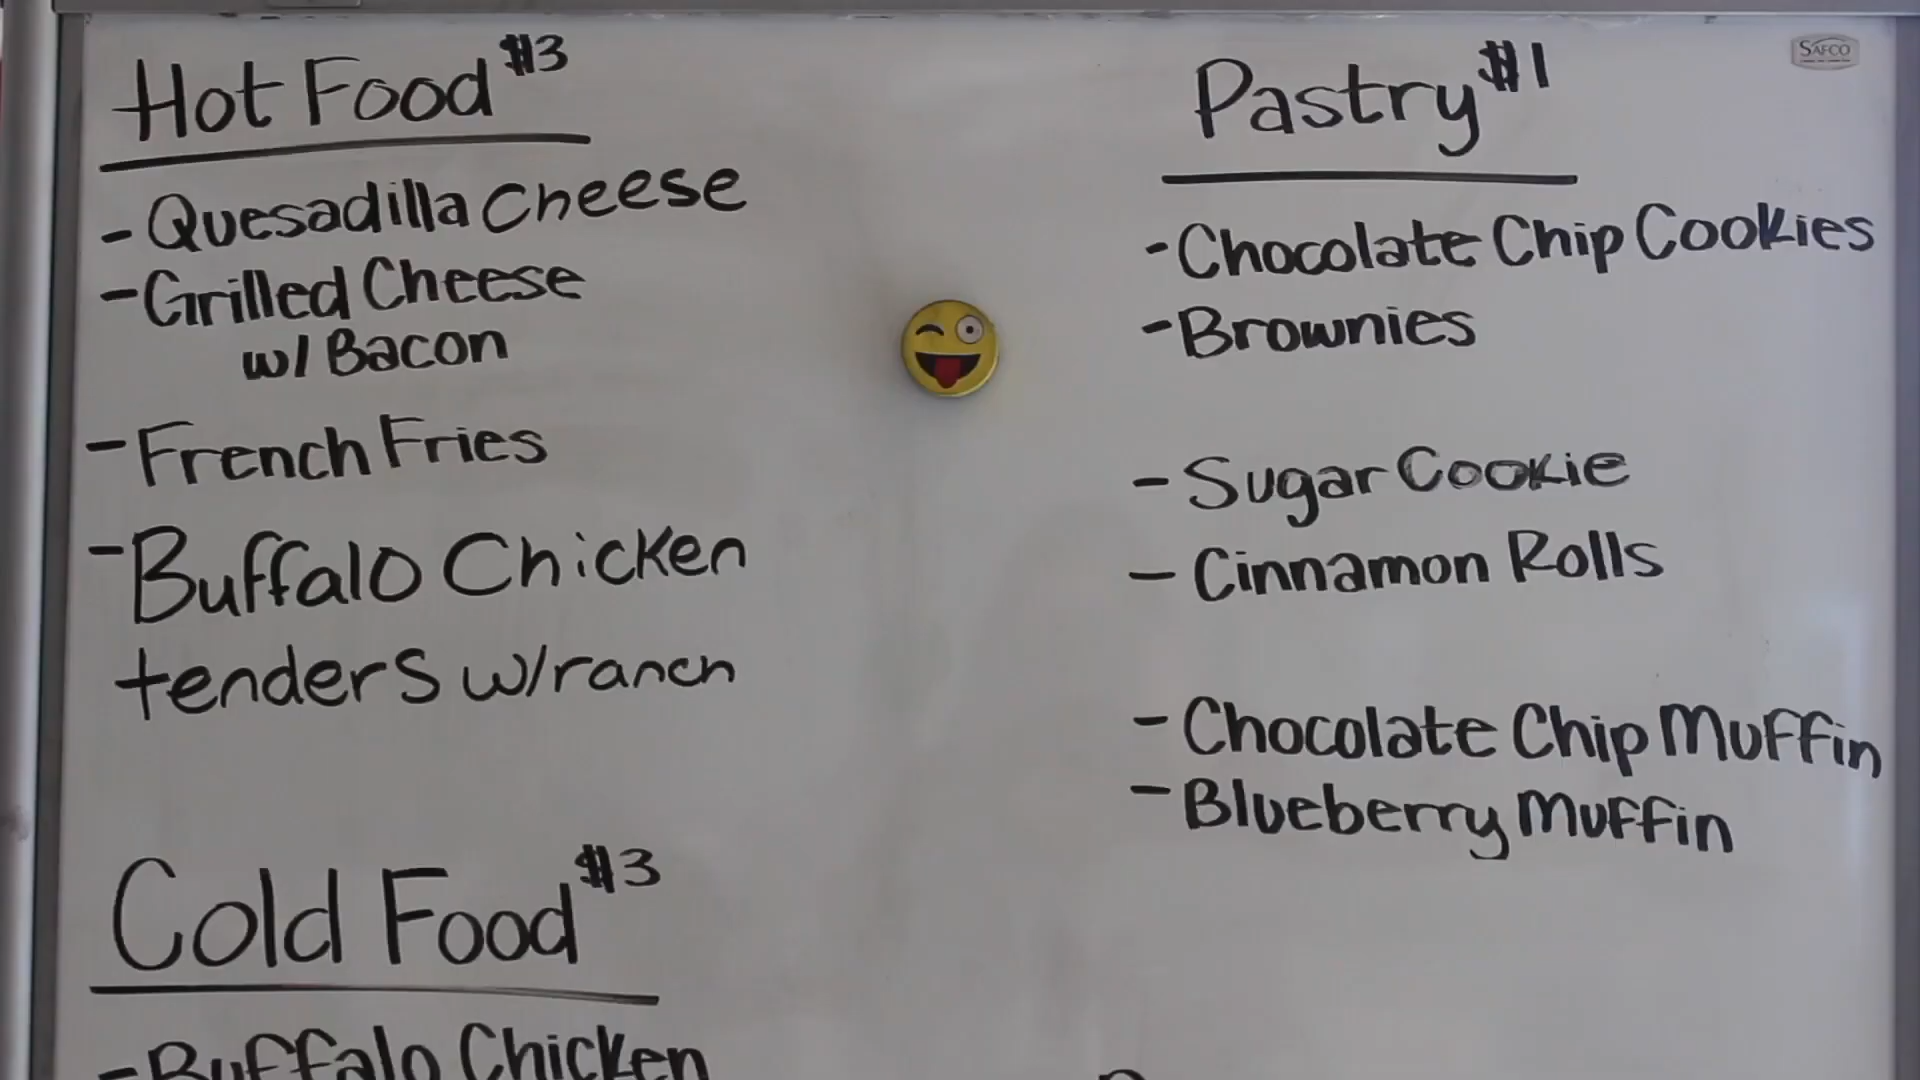 Hot Food $3
- Quesadilla Cheese
- Grilled Cheese
w/ Bacon
- French Fries
- Buffalo Chicken
tenders w/ranch
Cold Food $3
- Buffalo Chicken
SAFCO
Pastry $1
- Chocolate Chip Cookies
- Brownies
- Sugar Cookie
- Cinnamon Rolls
- Chocolate Chip Muffin
- Blueberry Muffin